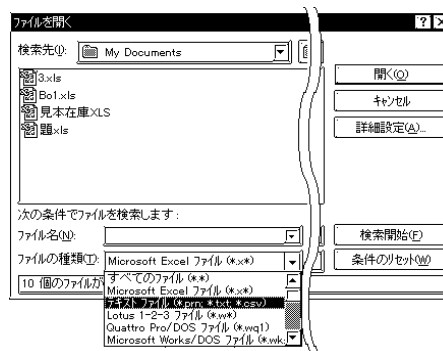 ファイルを開く
検索先(I):
My Documents
3.xls
Bo1.xls
見本在庫XLS
題xls
開く(O)
キャンセル
詳細設定(A)...
次の条件でファイルを検索します:
ファイル名(N):
検索開始(F)
ファイルの種類(T):
Microsoft Excel ファイル (*.x*)
条件のリセット(W)
10 個のファイルが
すべてのファイル (*.*)
Microsoft Excel ファイル (*.x*)
テキスト ファイル (*.prn; *.txt; *.csv)
Lotus 1-2-3 ファイル (*.w*)
Quattro Pro/DOS ファイル (*.wq1)
Microsoft Works/DOS ファイル (*.wk